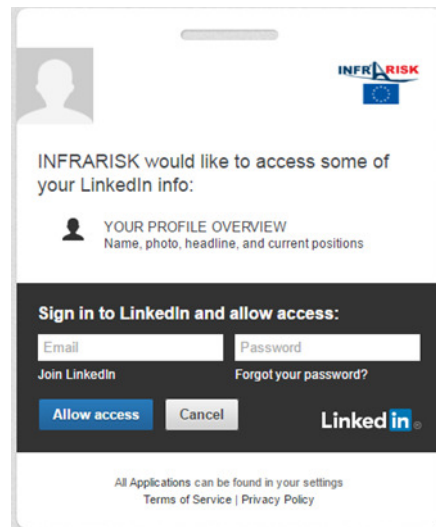 INFRARISK
INFRARISK would like to access some of
your LinkedIn info:
YOUR PROFILE OVERVIEW
Name, photo, headline, and current positions
Sign in to LinkedIn and allow access:
Email Password
Join LinkedIn Forgot your password?
Allow access Cancel Linked in ®
All Applications can be found in your settings
Terms of Service | Privacy Policy